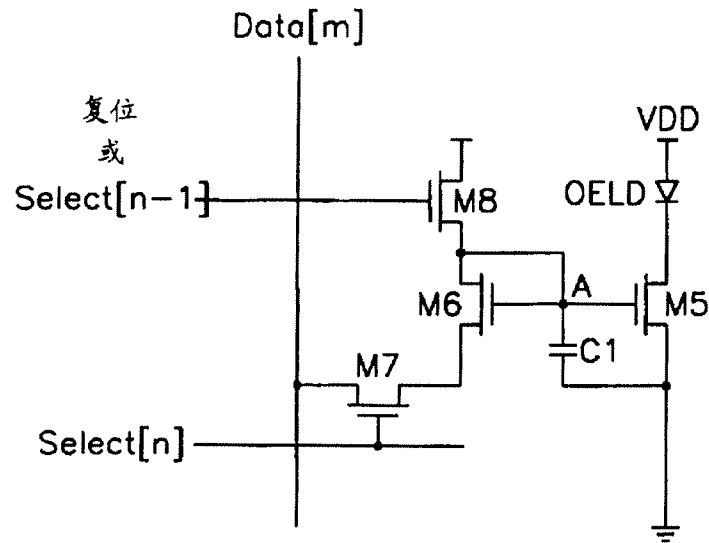 Data[m]
复位
或
Select[n-1]
VDD
M8
OELD
M6
A
M5
C1
M7
Select[n]